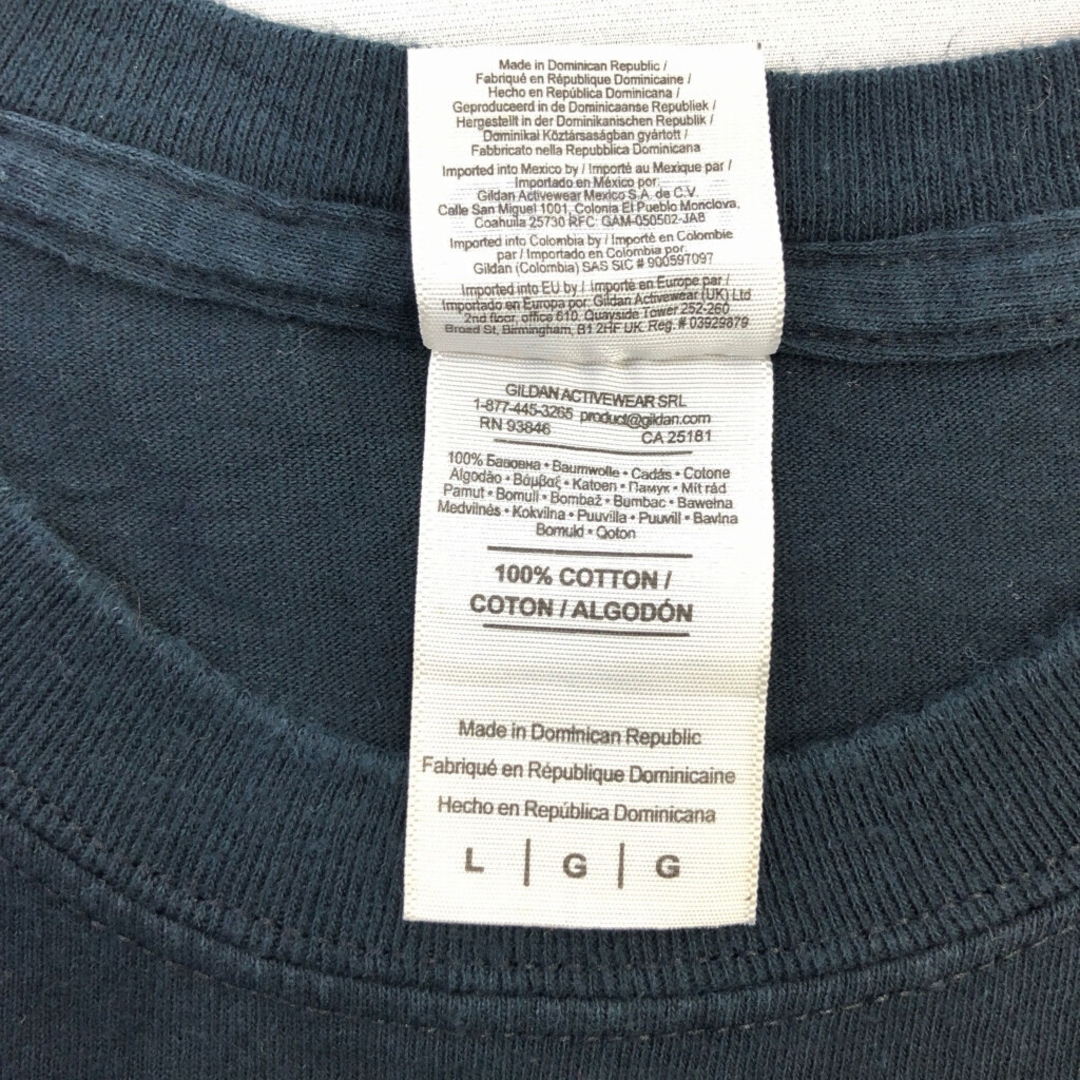 Made in Dominican Republic /
Fabriqué en République Dominicaine /
Hecho en República Dominicana /
Geproduceerd in de Dominicaanse Republiek /
Hergestellt in der Dominikanischen Republik /
Dominikai Köztársaságban gyártott /
Fabbricato nella Repubblica Dominicana
Imported into Mexico by / Importé au Mexique par /
Importado en México por:
Gildan Activewear Mexico S.A. de C.V.
Calle San Miguel 1001, Colonia El Pueblo Monclova,
Coahuila 25730 RFC: GAM-050502-JA8
Imported into Colombia by / Importé en Colombie
par / Importado en Colombia por:
Gildan (Colombia) SAS SIC # 900597097
Imported into EU by / Importé en Europe par /
Importado en Europa por: Gildan Activewear (UK) Ltd
2nd floor, office 610, Quayside Tower 252-260
Broad St, Birmingham, B1 2HF UK. Reg. # 03929879
GILDAN ACTIVEWEAR SRL
1-877-445-3265 product@gildan.com
RN 93846 CA 25181
100% Бавовна • Baumwolle • Cadás • Cotone
Algodão • Βάμβαξ • Katoen • Памук • Mit rád
Pamut • Bomull • Bombaž • Bumbac • Bawełna
Medvilnės • Kokvilna • Puuvilla • Puuvill • Bavlna
Bomuld • Qoton
100% COTTON /
COTON / ALGODÓN
Made in Dominican Republic
Fabriqué en République Dominicaine
Hecho en República Dominicana
L | G | G